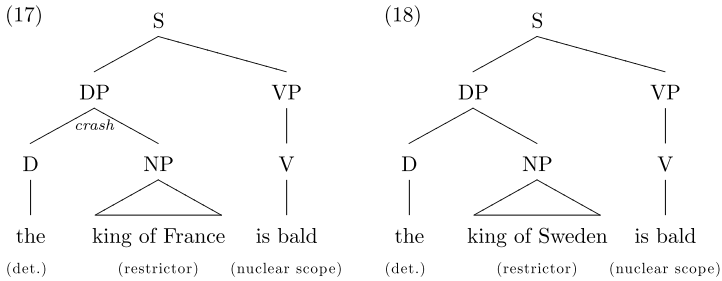 (17)
S
DP
VP
crash
D
NP
V
the
king of France
is bald
(det.)
(restrictor)
(nuclear scope)
(18)
S
DP
VP
D
NP
V
the
king of Sweden
is bald
(det.)
(restrictor)
(nuclear scope)